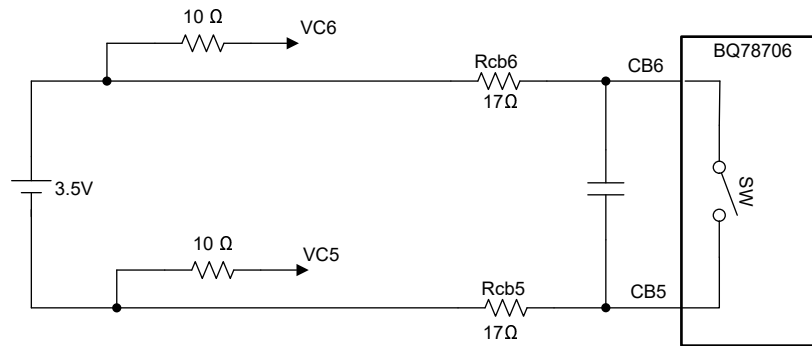 10 Ω
VC6
BQ78706
Rcb6
CB6
17Ω
SW
3.5V
10 Ω
VC5
Rcb5
CB5
17Ω